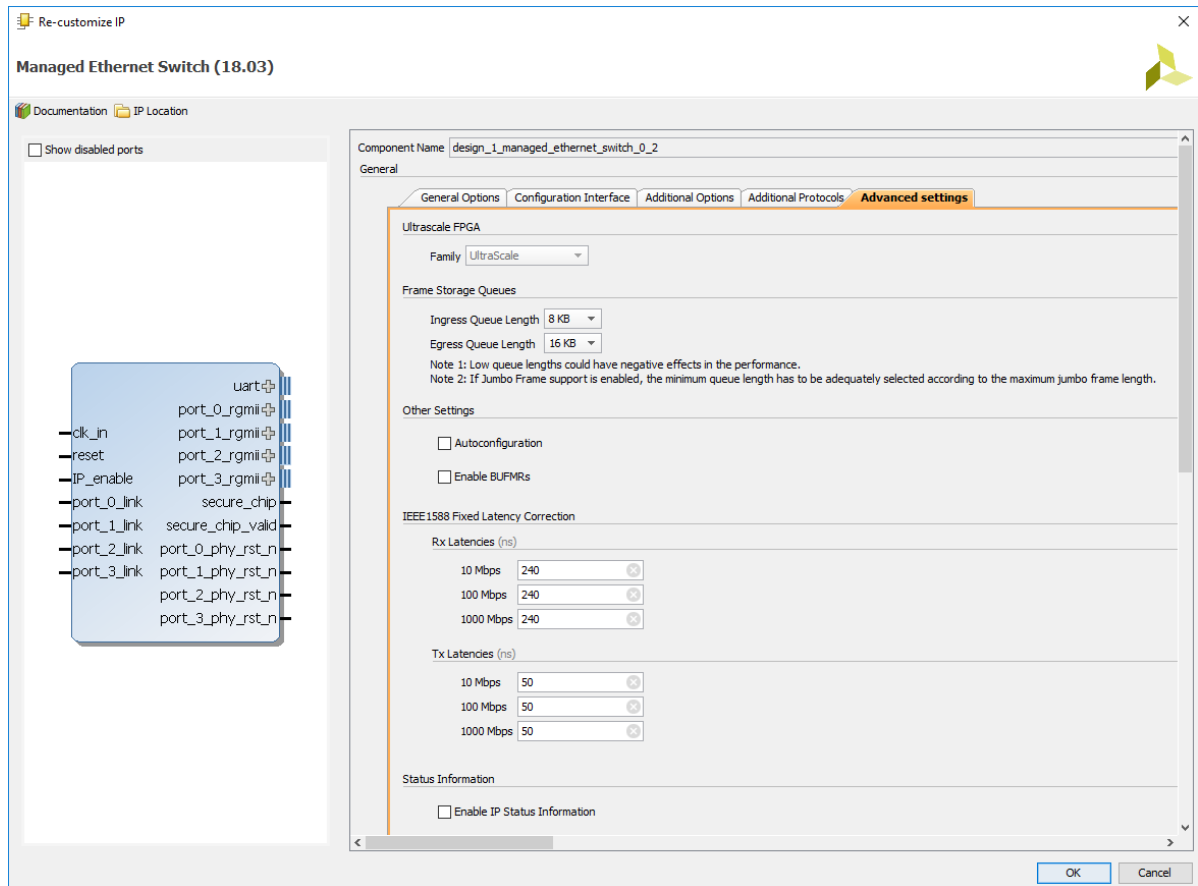 Re-customize IP
Managed Ethernet Switch (18.03)
Documentation IP Location
Show disabled ports
uart
port_0_rgmii
clk_in port_1_rgmii
reset port_2_rgmii
IP_enable port_3_rgmii
port_0_link secure_chip
port_1_link secure_chip_valid
port_2_link port_0_phy_rst_n
port_3_link port_1_phy_rst_n
port_2_phy_rst_n
port_3_phy_rst_n
Component Name design_1_managed_ethernet_switch_0_2
General
General Options Configuration Interface Additional Options Additional Protocols Advanced settings
Ultrascale FPGA
Family UltraScale
Frame Storage Queues
Ingress Queue Length 8 KB
Egress Queue Length 16 KB
Note 1: Low queue lengths could have negative effects in the performance.
Note 2: If Jumbo Frame support is enabled, the minimum queue length has to be adequately selected according to the maximum jumbo frame length.
Other Settings
Autoconfiguration
Enable BUFMRs
IEEE1588 Fixed Latency Correction
Rx Latencies (ns)
10 Mbps 240
100 Mbps 240
1000 Mbps 240
Tx Latencies (ns)
10 Mbps 50
100 Mbps 50
1000 Mbps 50
Status Information
Enable IP Status Information
OK Cancel